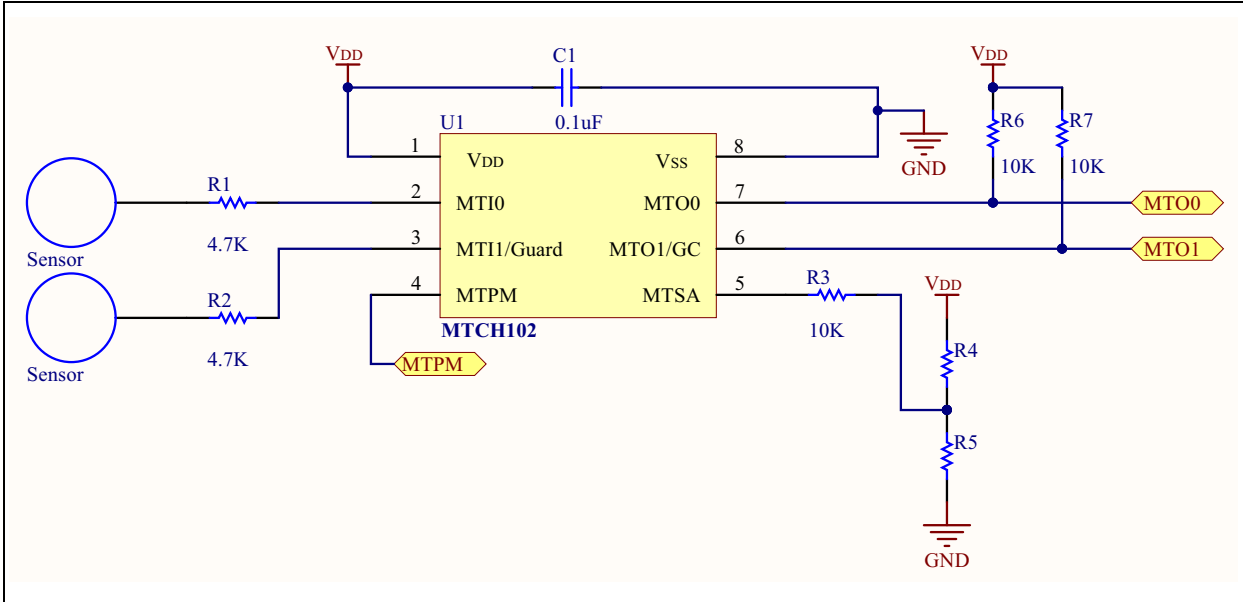 VDD
C1
0.1uF
VDD
R6
10K
R7
10K
GND
U1
1
VDD
VSS
8
2
MTI0
MTO0
7
MTO0
3
MTI1/Guard
MTO1/GC
6
MTO1
4
MTPM
MTSA
5
MTCH102
R1
4.7K
Sensor
R2
4.7K
Sensor
MTPM
R3
10K
VDD
R4
R5
GND